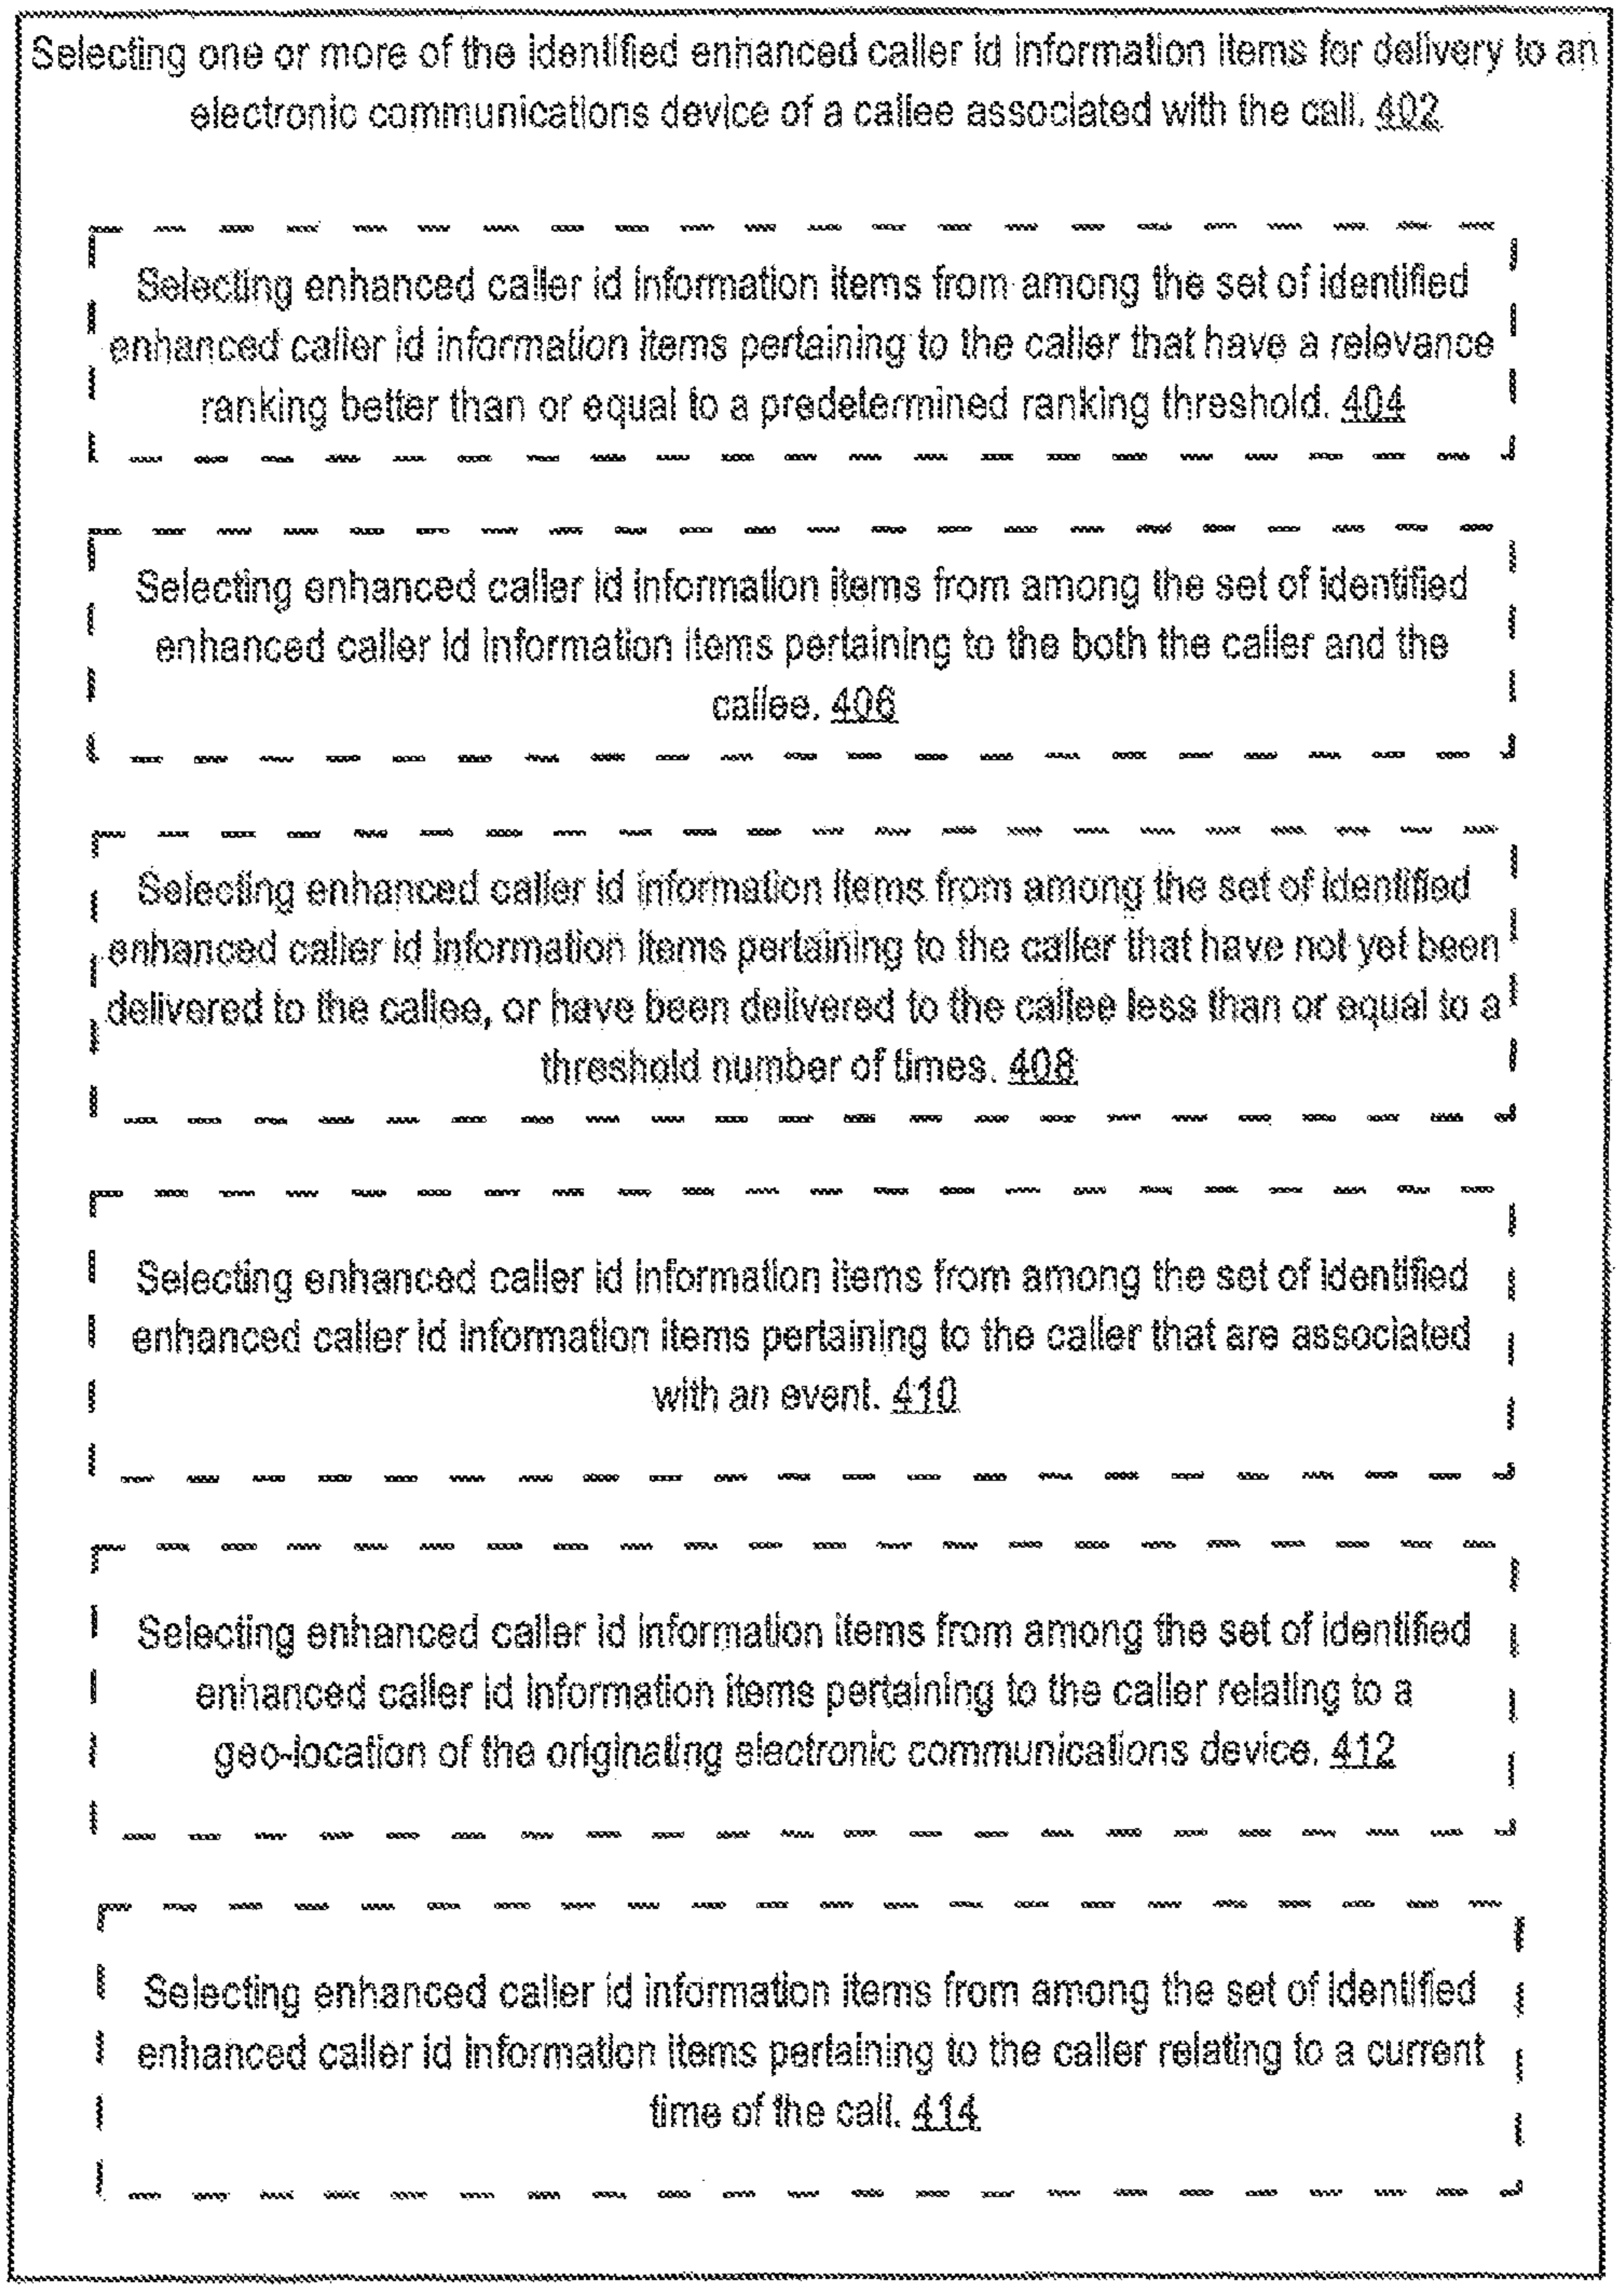 Selecting one or more of the identified enhanced caller id information items for delivery to an
electronic communications device of a callee associated with the call. 402
Selecting enhanced caller id information items from among the set of identified
enhanced caller id information items pertaining to the caller that have a relevance
ranking better than or equal to a predetermined ranking threshold. 404
Selecting enhanced caller id information items from among the set of identified
enhanced caller id information items pertaining to the both the caller and the
callee. 406
Selecting enhanced caller id information items from among the set of identified
enhanced caller id information items pertaining to the caller that have not yet been
delivered to the callee, or have been delivered to the callee less than or equal to a
threshold number of times. 408
Selecting enhanced caller id information items from among the set of identified
enhanced caller id information items pertaining to the caller that are associated
with an event. 410
Selecting enhanced caller id information items from among the set of identified
enhanced caller id information items pertaining to the caller relating to a
geo-location of the originating electronic communications device. 412
Selecting enhanced caller id information items from among the set of identified
enhanced caller id information items pertaining to the caller relating to a current
time of the call. 414